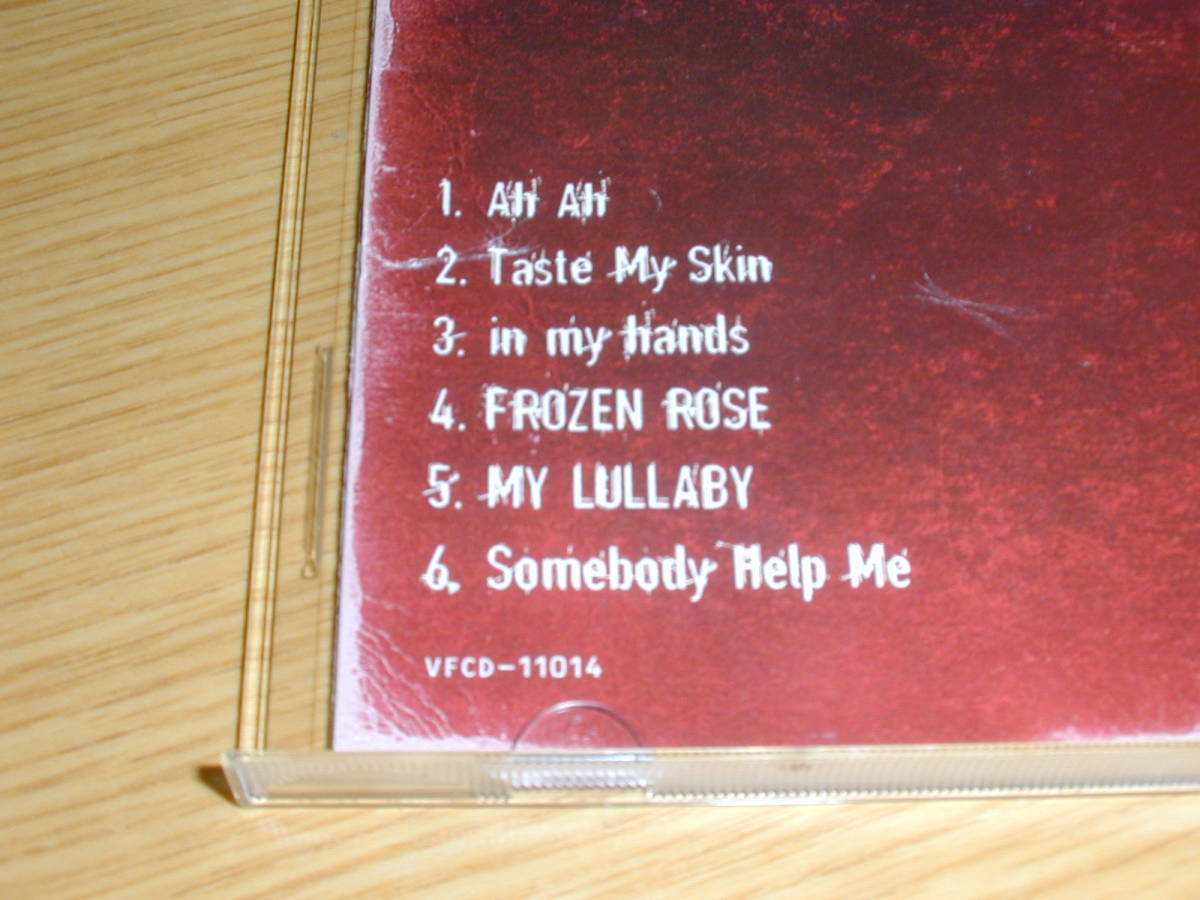 1. Ah Ah
2. Taste My Skin
3. in my hands
4. FROZEN ROSE
5. MY LULLABY
6. Somebody Help Me
VFCD-11014